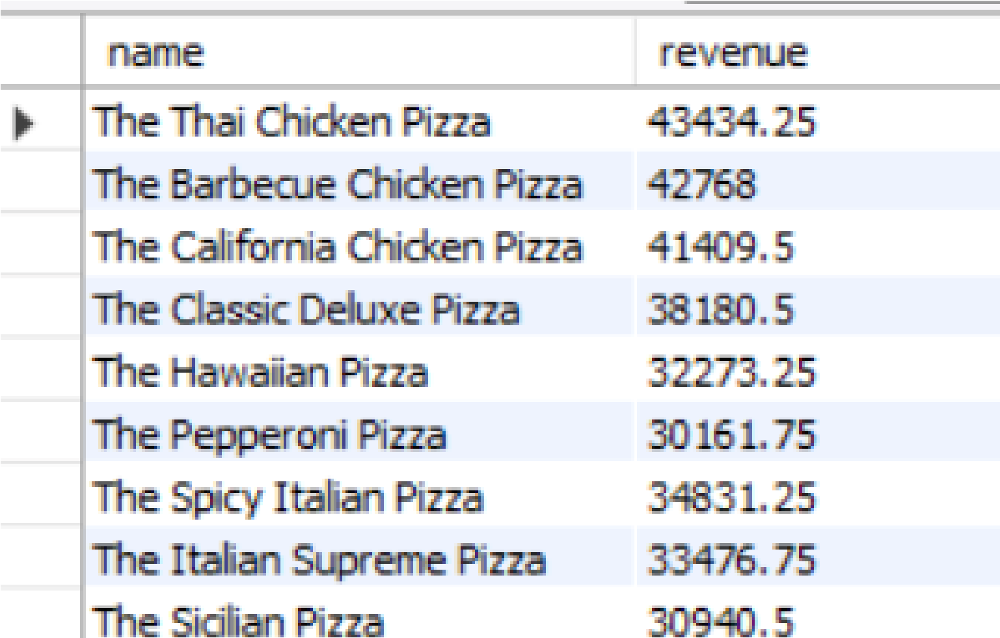 name revenue
The Thai Chicken Pizza 43434.25
The Barbecue Chicken Pizza 42768
The California Chicken Pizza 41409.5
The Classic Deluxe Pizza 38180.5
The Hawaiian Pizza 32273.25
The Pepperoni Pizza 30161.75
The Spicy Italian Pizza 34831.25
The Italian Supreme Pizza 33476.75
The Sicilian Pizza 30940.5